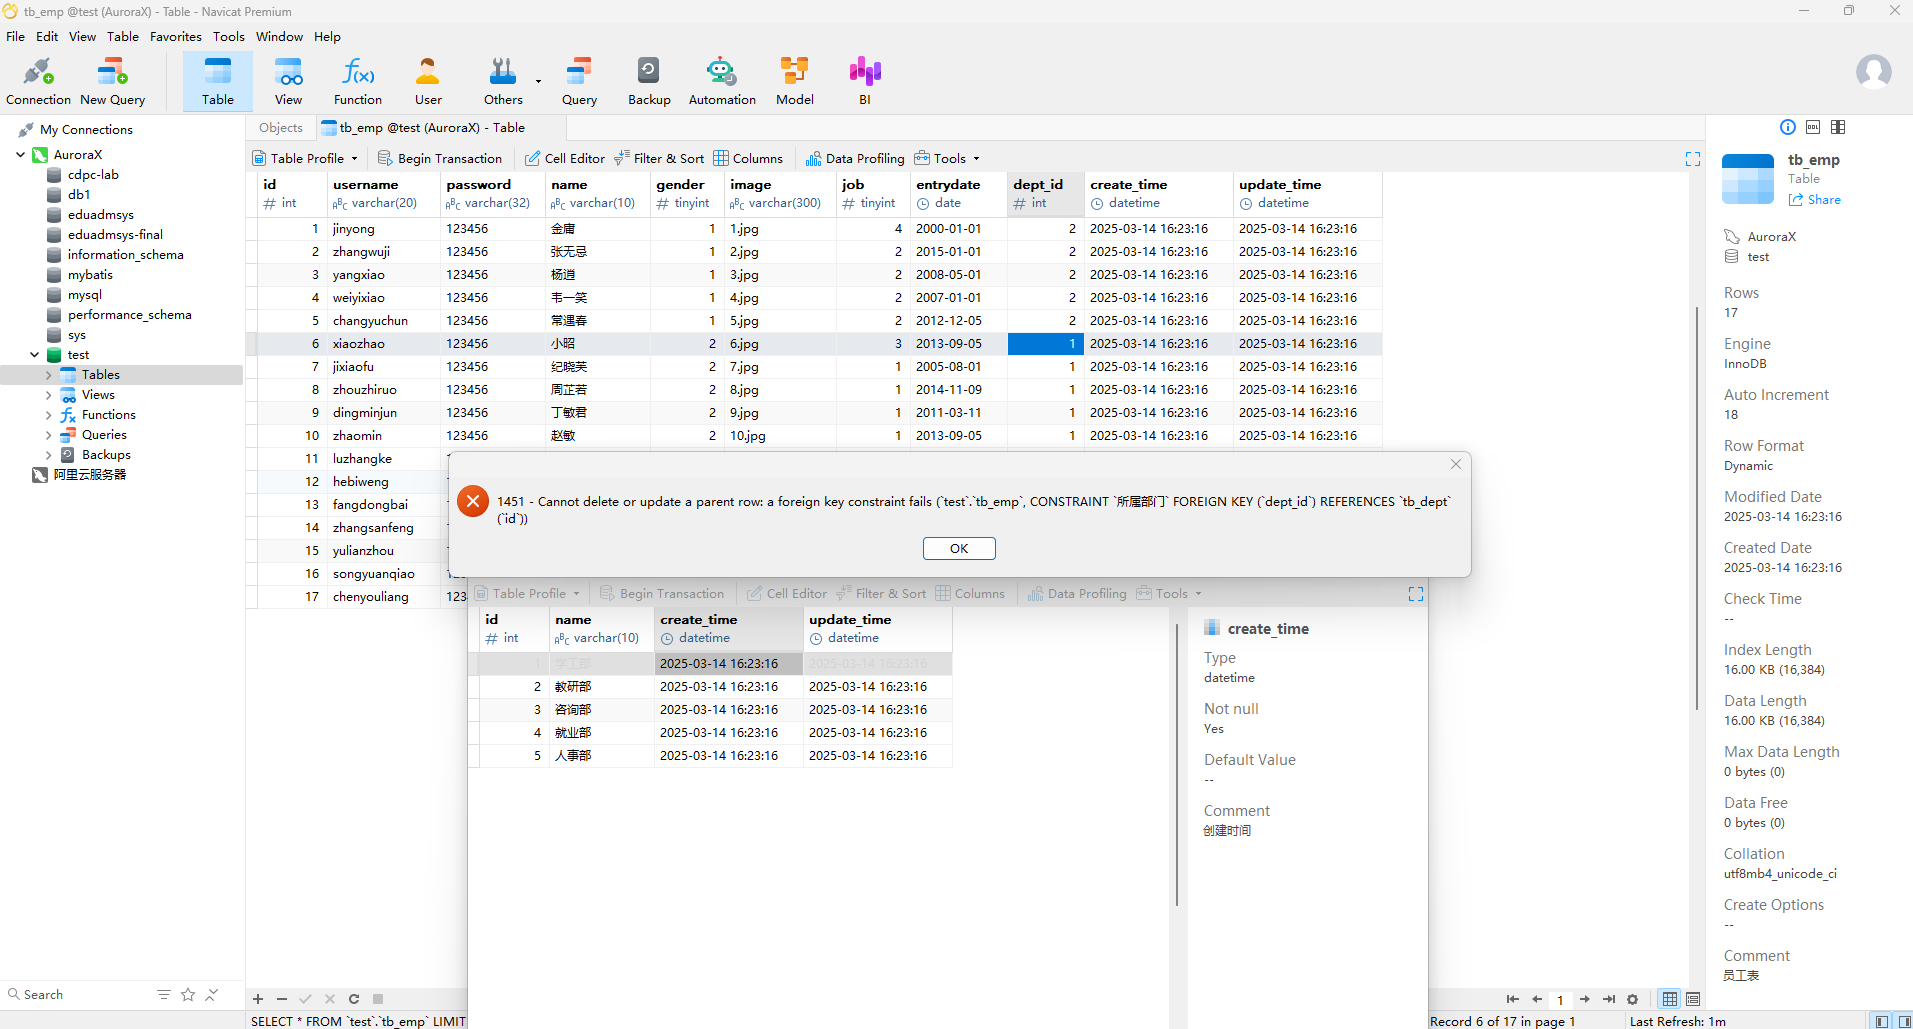 tb_emp @test (AuroraX) - Table - Navicat Premium
File Edit View Table Favorites Tools Window Help
Connection New Query Table View Function User Others Query Backup Automation Model BI
My Connections
AuroraX
cdpc-lab
db1
eduadmsys
eduadmsys-final
information_schema
mybatis
mysql
performance_schema
sys
test
Tables
Views
Functions
Queries
Backups
阿里云服务器
Search
Objects tb_emp @test (AuroraX) - Table
Table Profile Begin Transaction Cell Editor Filter & Sort Columns Data Profiling Tools
id username password name gender image job entrydate dept_id create_time update_time
# int varchar(20) varchar(32) varchar(10) # tinyint varchar(300) # tinyint date # int datetime datetime
1 jinyong 123456 金庸 1 1.jpg 4 2000-01-01 2 2025-03-14 16:23:16 2025-03-14 16:23:16
2 zhangwuji 123456 张无忌 1 2.jpg 2 2015-01-01 2 2025-03-14 16:23:16 2025-03-14 16:23:16
3 yangxiao 123456 杨逍 1 3.jpg 2 2008-05-01 2 2025-03-14 16:23:16 2025-03-14 16:23:16
4 weiyixiao 123456 韦一笑 1 4.jpg 2 2007-01-01 2 2025-03-14 16:23:16 2025-03-14 16:23:16
5 changyuchun 123456 常遇春 1 5.jpg 2 2012-12-05 2 2025-03-14 16:23:16 2025-03-14 16:23:16
6 xiaozhao 123456 小昭 2 6.jpg 3 2013-09-05 1 2025-03-14 16:23:16 2025-03-14 16:23:16
7 jixiaofu 123456 纪晓芙 2 7.jpg 1 2005-08-01 1 2025-03-14 16:23:16 2025-03-14 16:23:16
8 zhouzhiruo 123456 周芷若 2 8.jpg 1 2014-11-09 1 2025-03-14 16:23:16 2025-03-14 16:23:16
9 dingminjun 123456 丁敏君 2 9.jpg 1 2011-03-11 1 2025-03-14 16:23:16 2025-03-14 16:23:16
10 zhaomin 123456 赵敏 2 10.jpg 1 2013-09-05 1 2025-03-14 16:23:16 2025-03-14 16:23:16
11 luzhangke
12 hebiweng
13 fangdongbai
14 zhangsanfeng
15 yulianzhou
16 songyuanqiao
17 chenyouliang 123
1451 - Cannot delete or update a parent row: a foreign key constraint fails (`test`.`tb_emp`, CONSTRAINT `所属部门` FOREIGN KEY (`dept_id`) REFERENCES `tb_dept`
(`id`))
OK
Table Profile Begin Transaction Cell Editor Filter & Sort Columns Data Profiling Tools
id name create_time update_time
# int varchar(10) datetime datetime
1 学工部 2025-03-14 16:23:16 2025-03-14 16:23:16
2 教研部 2025-03-14 16:23:16 2025-03-14 16:23:16
3 咨询部 2025-03-14 16:23:16 2025-03-14 16:23:16
4 就业部 2025-03-14 16:23:16 2025-03-14 16:23:16
5 人事部 2025-03-14 16:23:16 2025-03-14 16:23:16
create_time
Type
datetime
Not null
Yes
Default Value
--
Comment
创建时间
tb_emp
Table
Share
AuroraX
test
Rows
17
Engine
InnoDB
Auto Increment
18
Row Format
Dynamic
Modified Date
2025-03-14 16:23:16
Created Date
2025-03-14 16:23:16
Check Time
--
Index Length
16.00 KB (16,384)
Data Length
16.00 KB (16,384)
Max Data Length
0 bytes (0)
Data Free
0 bytes (0)
Collation
utf8mb4_unicode_ci
Create Options
--
Comment
员工表
1
SELECT * FROM `test`.`tb_emp` LIMIT
Record 6 of 17 in page 1
Last Refresh: 1m